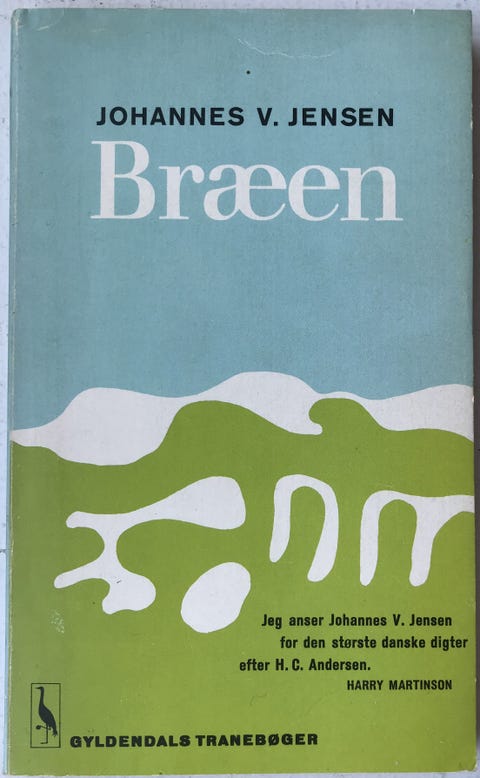 JOHANNES V. JENSEN
Bræen
Jeg anser Johannes V. Jensen
for den største danske digter
efter H. C. Andersen.
HARRY MARTINSON
GYLDENDALS TRANEBØGER